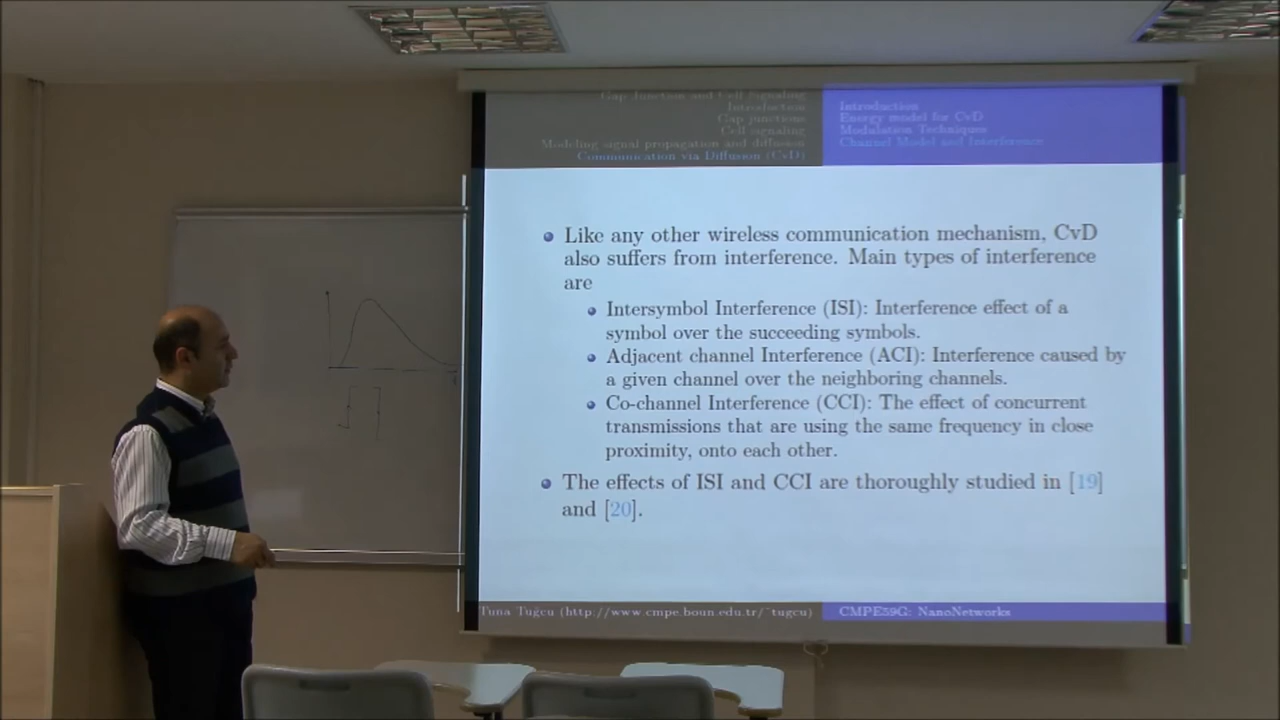 Gap Junction and Cell Signaling
Introduction
Gap junctions
Cell signaling
Modeling signal propagation and diffusion
Communication via Diffusion (CvD)
Introduction
Energy model for CvD
Modulation Techniques
Channel Model and Interference
Like any other wireless communication mechanism, CvD
also suffers from interference. Main types of interference
are
Intersymbol Interference (ISI): Interference effect of a
symbol over the succeeding symbols.
Adjacent channel Interference (ACI): Interference caused by
a given channel over the neighboring channels.
Co-channel Interference (CCI): The effect of concurrent
transmissions that are using the same frequency in close
proximity, onto each other.
The effects of ISI and CCI are thoroughly studied in [19]
and [20].
Tuna Tuğcu (http://www.cmpe.boun.edu.tr/~tugcu)
CMPE59G: NanoNetworks